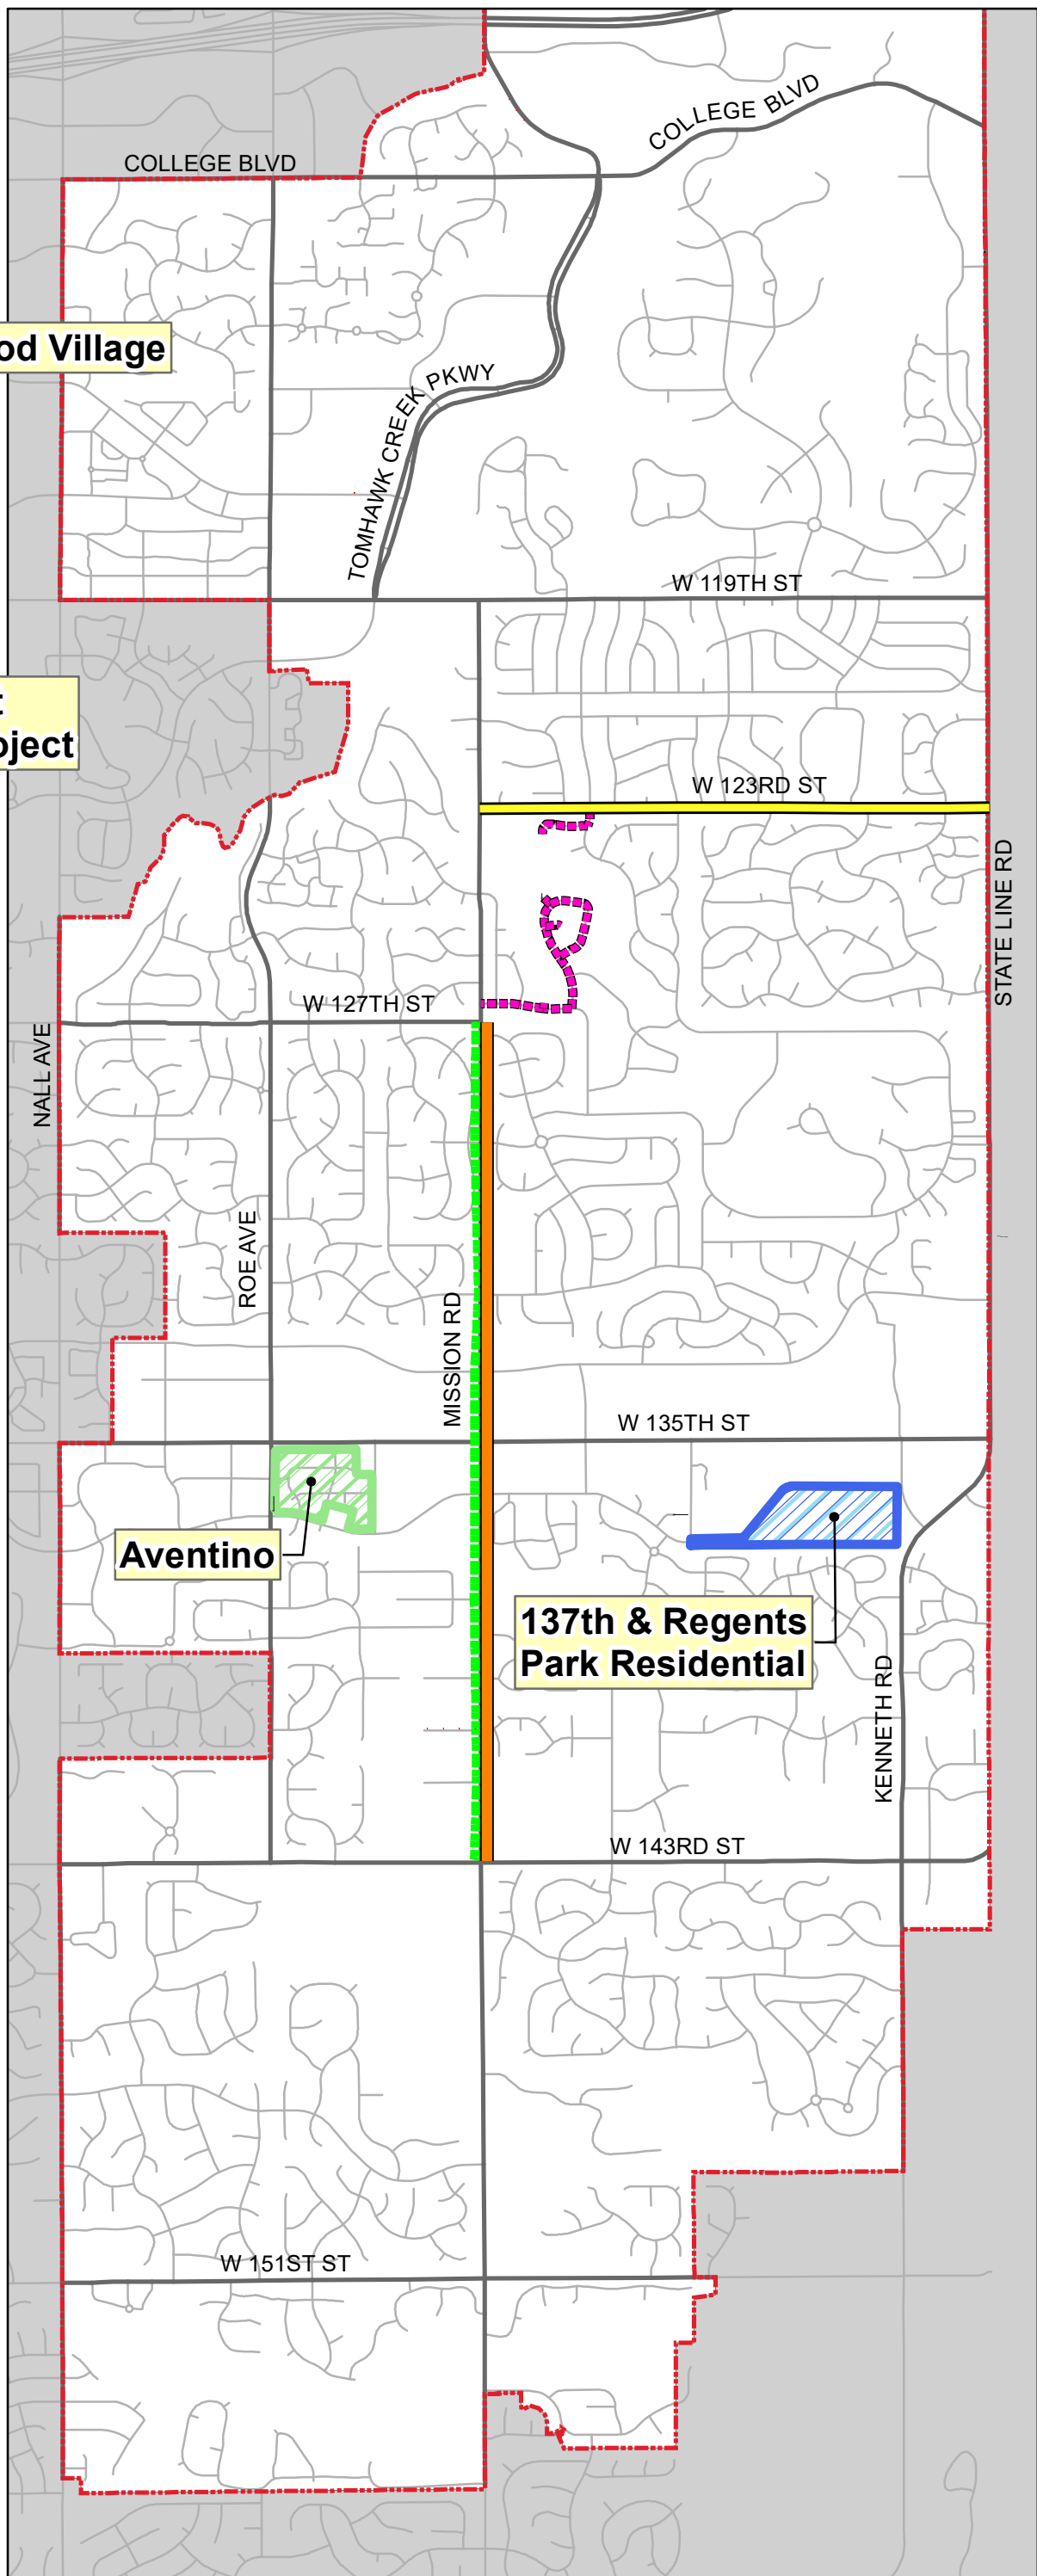 COLLEGE BLVD
COLLEGE BLVD
od Village
TOMHAWK CREEK PKWY
W 119TH ST
t
oject
W 123RD ST
STATE LINE RD
W 127TH ST
NALL AVE
ROE AVE
MISSION RD
W 135TH ST
Aventino
137th & Regents
Park Residential
KENNETH RD
W 143RD ST
W 151ST ST